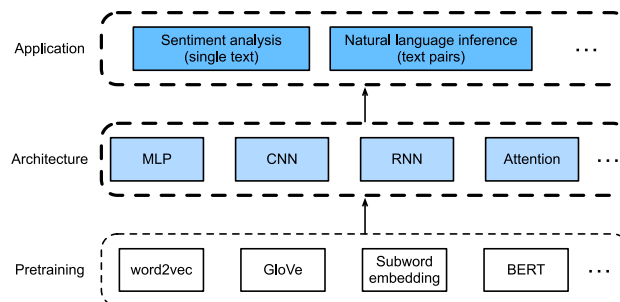 Application
Sentiment analysis
(single text)
Natural language inference
(text pairs)
...
Architecture
MLP
CNN
RNN
Attention
...
Pretraining
word2vec
GloVe
Subword
embedding
BERT
...